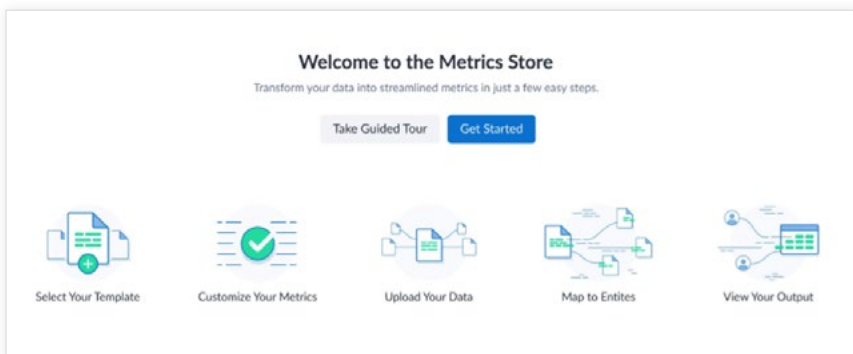 Welcome to the Metrics Store
Transform your data into streamlined metrics in just a few easy steps.
Take Guided Tour
Get Started
Select Your Template
Customize Your Metrics
Upload Your Data
Map to Entites
View Your Output